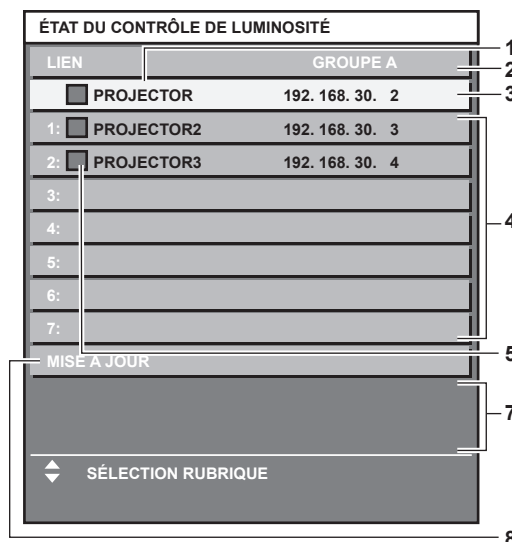 ÉTAT DU CONTRÔLE DE LUMINOSITÉ
LIEN GROUPE A
PROJECTOR 192. 168. 30. 2
1: PROJECTOR2 192. 168. 30. 3
2: PROJECTOR3 192. 168. 30. 4
3:
4:
5:
6:
7:
MISE A JOUR
SÉLECTION RUBRIQUE
1
2
3
4
5
7
8